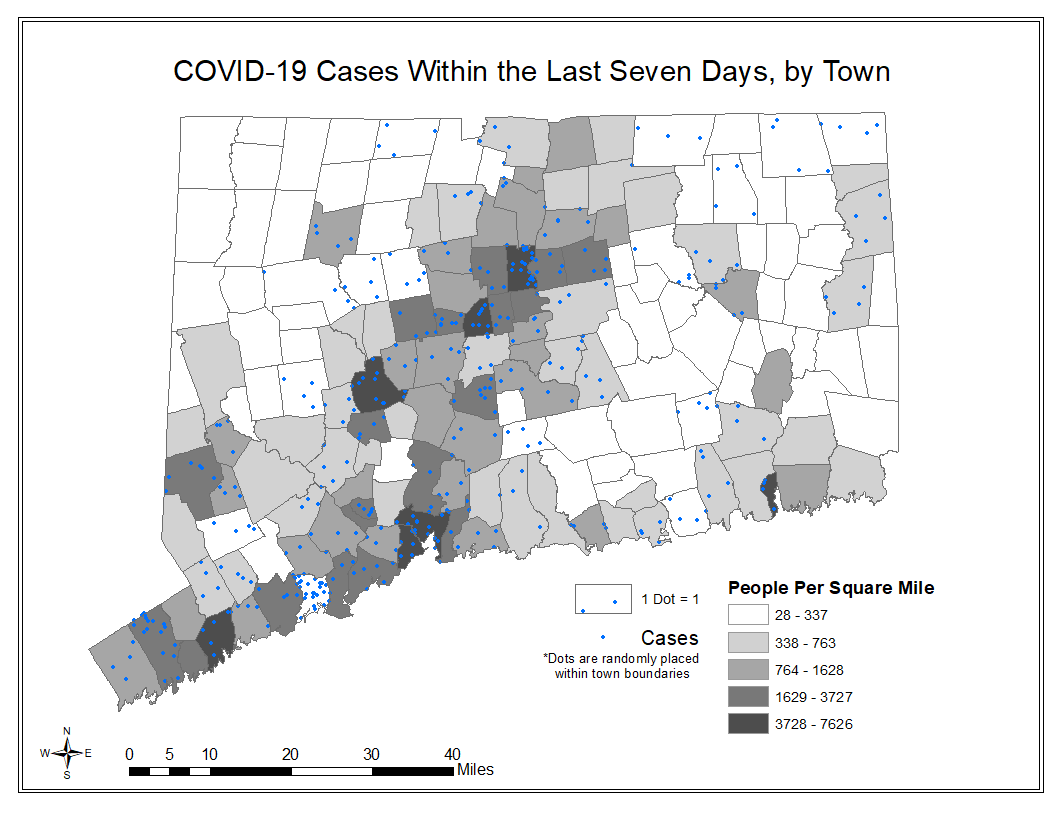 COVID-19 Cases Within the Last Seven Days, by Town
1 Dot = 1
Cases
*Dots are randomly placed
within town boundaries
People Per Square Mile
28 - 337
338 - 763
764 - 1628
1629 - 3727
3728 - 7626
N
W E
S
0 5 10 20 30 40
Miles